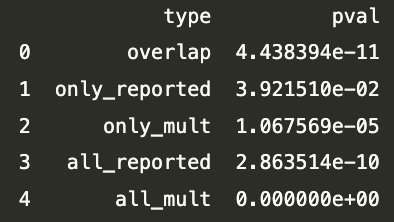 type pval
0 overlap 4.438394e-11
1 only_reported 3.921510e-02
2 only_mult 1.067569e-05
3 all_reported 2.863514e-10
4 all_mult 0.000000e+00